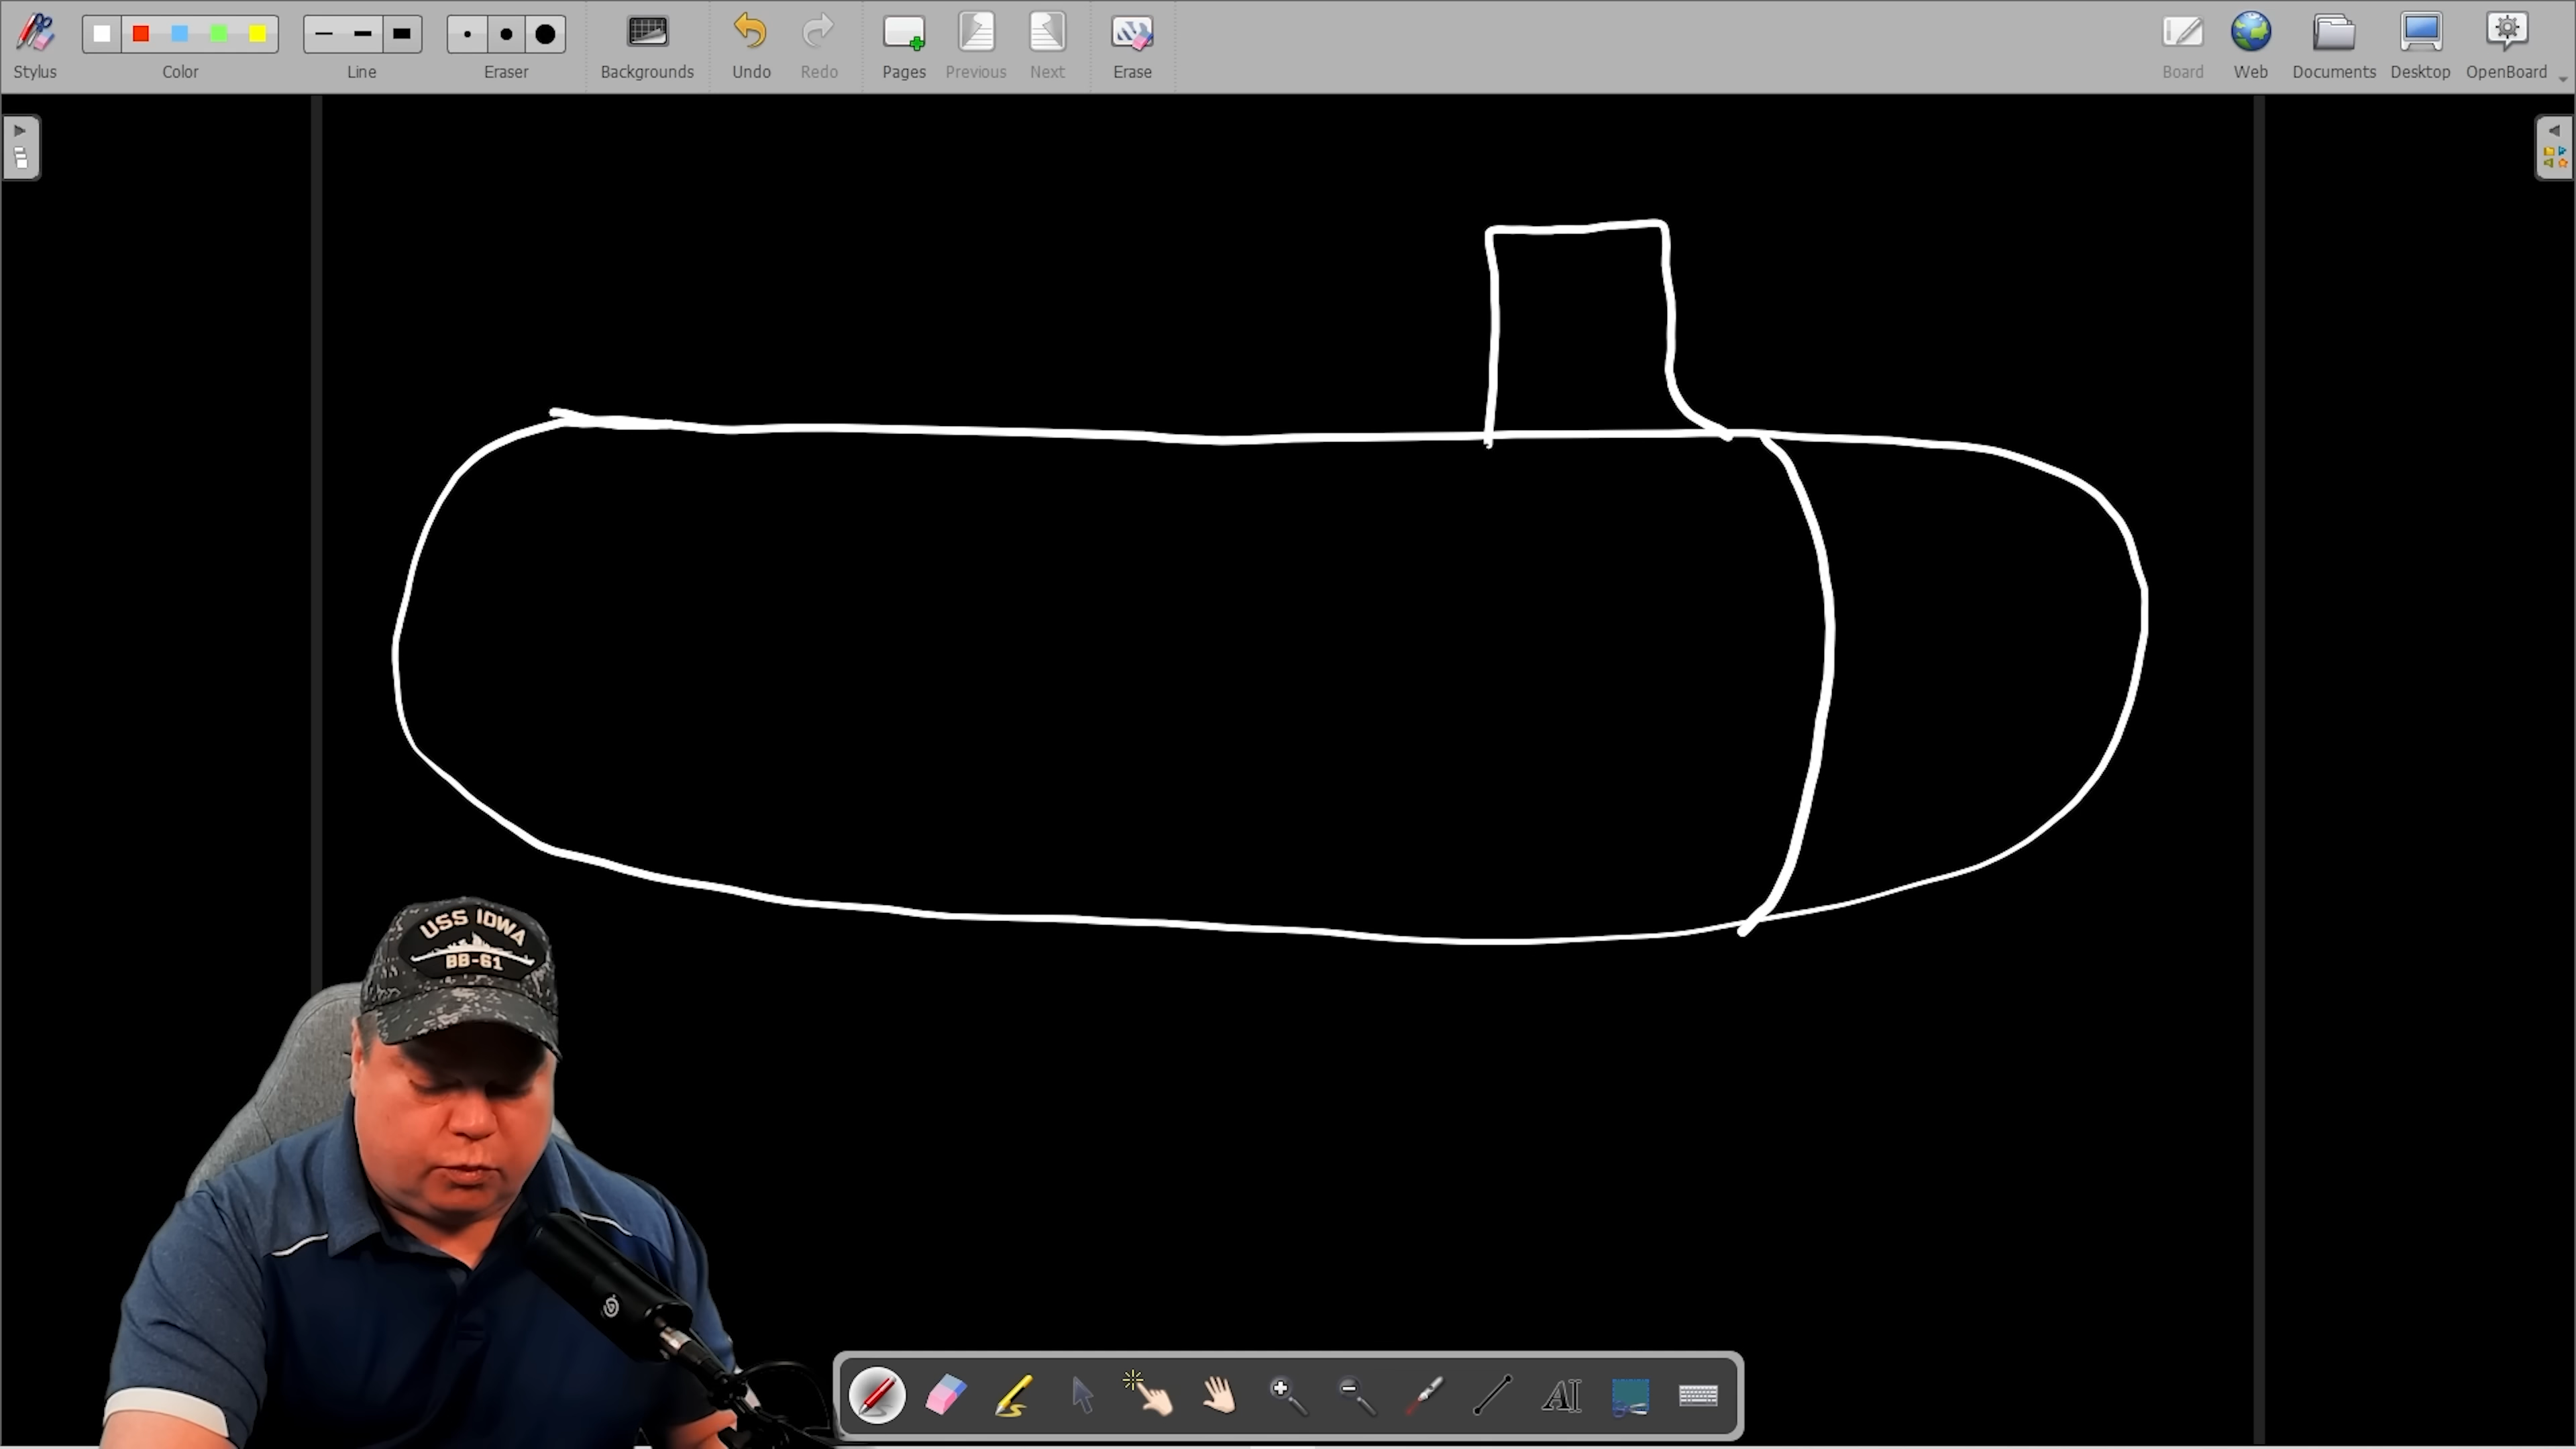 Stylus
Color
Line
Eraser
Backgrounds
Undo
Redo
Pages
Previous
Next
Erase
Board
Web
Documents
Desktop
OpenBoard
USS IOWA
BB-61
AI